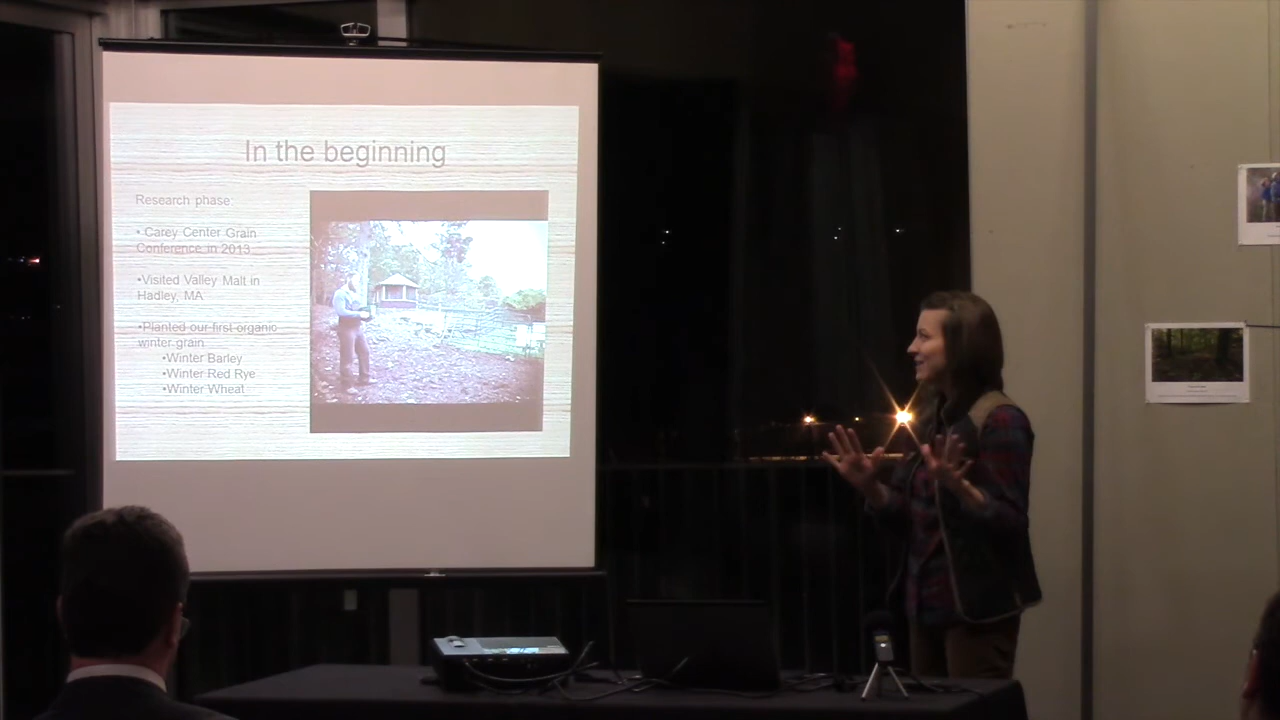 In the beginning
Research phase:
• Carey Center Grain
Conference in 2013
•Visited Valley Malt in
Hadley, MA
•Planted our first organic
winter grain
•Winter Barley
•Winter Red Rye
•Winter Wheat